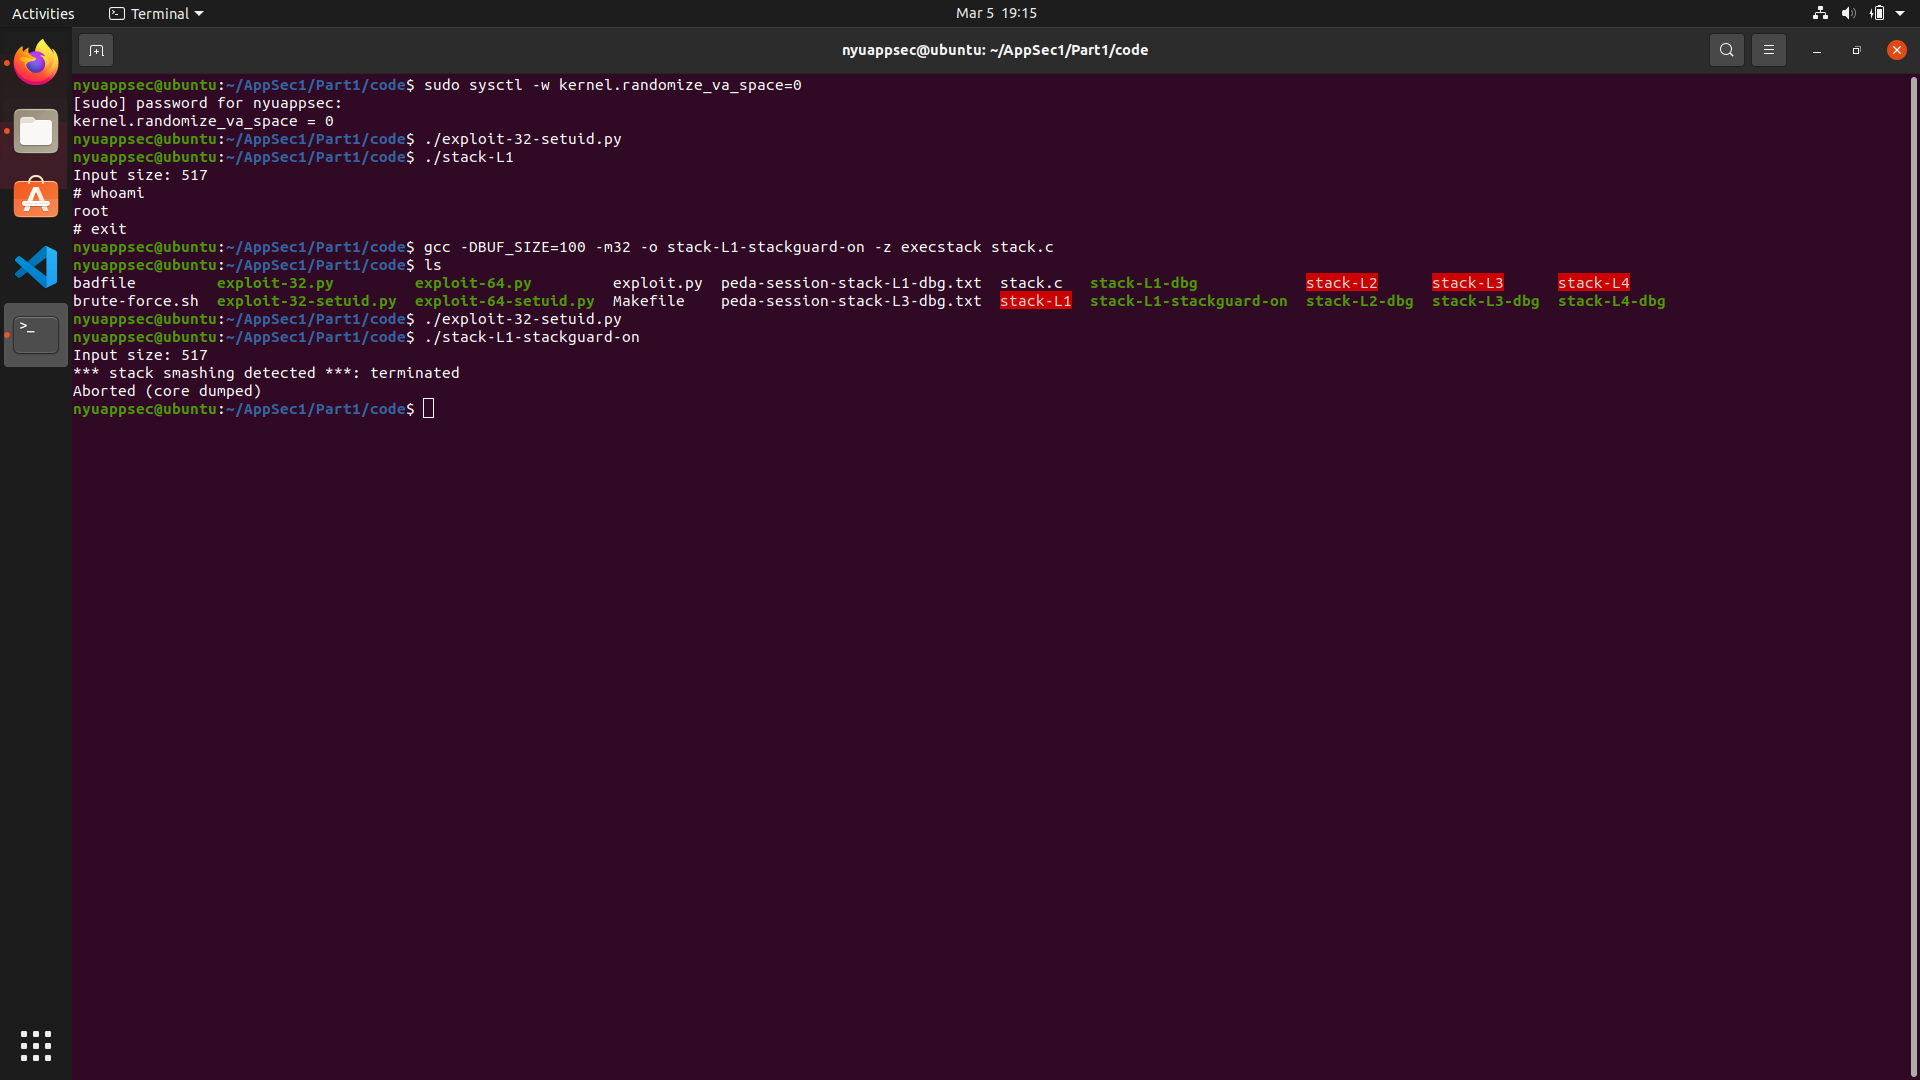 Activities Terminal Mar 5 19:15
nyuappsec@ubuntu: ~/AppSec1/Part1/code
nyuappsec@ubuntu:~/AppSec1/Part1/code$ sudo sysctl -w kernel.randomize_va_space=0
[sudo] password for nyuappsec:
kernel.randomize_va_space = 0
nyuappsec@ubuntu:~/AppSec1/Part1/code$ ./exploit-32-setuid.py
nyuappsec@ubuntu:~/AppSec1/Part1/code$ ./stack-L1
Input size: 517
# whoami
root
# exit
nyuappsec@ubuntu:~/AppSec1/Part1/code$ gcc -DBUF_SIZE=100 -m32 -o stack-L1-stackguard-on -z execstack stack.c
nyuappsec@ubuntu:~/AppSec1/Part1/code$ ls
badfile exploit-32.py exploit-64.py exploit.py peda-session-stack-L1-dbg.txt stack.c stack-L1-dbg stack-L2 stack-L3 stack-L4
brute-force.sh exploit-32-setuid.py exploit-64-setuid.py Makefile peda-session-stack-L3-dbg.txt stack-L1 stack-L1-stackguard-on stack-L2-dbg stack-L3-dbg stack-L4-dbg
nyuappsec@ubuntu:~/AppSec1/Part1/code$ ./exploit-32-setuid.py
nyuappsec@ubuntu:~/AppSec1/Part1/code$ ./stack-L1-stackguard-on
Input size: 517
*** stack smashing detected ***: terminated
Aborted (core dumped)
nyuappsec@ubuntu:~/AppSec1/Part1/code$